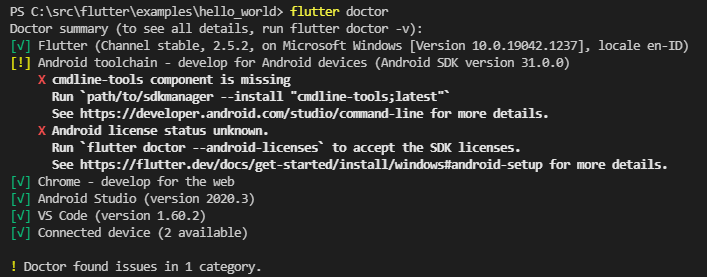 PS C:\src\flutter\examples\hello_world> flutter doctor
Doctor summary (to see all details, run flutter doctor -v):
[√] Flutter (Channel stable, 2.5.2, on Microsoft Windows [Version 10.0.19042.1237], locale en-ID)
[!] Android toolchain - develop for Android devices (Android SDK version 31.0.0)
    X cmdline-tools component is missing
      Run `path/to/sdkmanager --install "cmdline-tools;latest"`
      See https://developer.android.com/studio/command-line for more details.
    X Android license status unknown.
      Run `flutter doctor --android-licenses` to accept the SDK licenses.
      See https://flutter.dev/docs/get-started/install/windows#android-setup for more details.
[√] Chrome - develop for the web
[√] Android Studio (version 2020.3)
[√] VS Code (version 1.60.2)
[√] Connected device (2 available)
! Doctor found issues in 1 category.